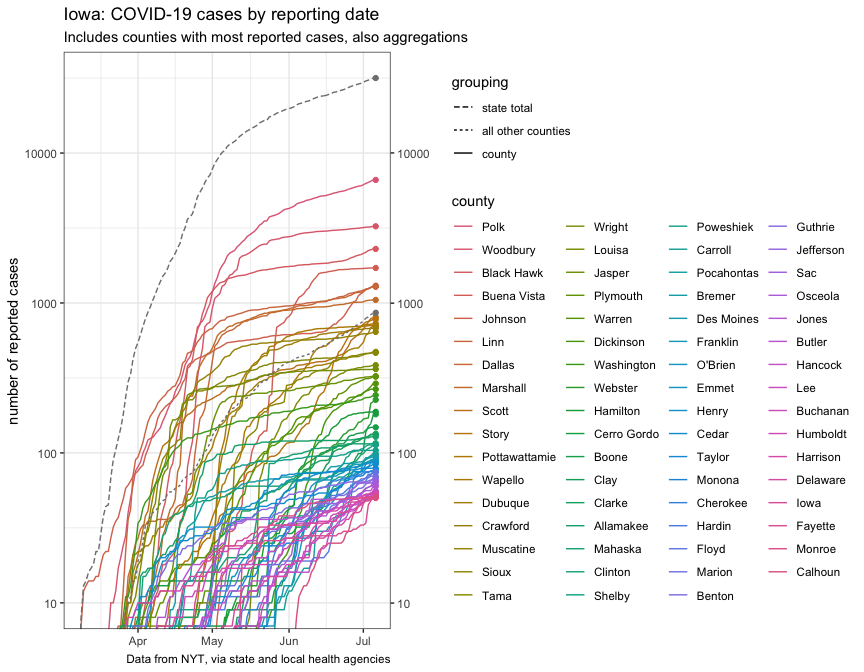 Iowa: COVID-19 cases by reporting date
Includes counties with most reported cases, also aggregations
number of reported cases
10000
1000
100
10
10000
1000
100
10
Apr
May
Jun
Jul
Data from NYT, via state and local health agencies
grouping
state total
all other counties
county
county
Polk
Woodbury
Black Hawk
Buena Vista
Johnson
Linn
Dallas
Marshall
Scott
Story
Pottawattamie
Wapello
Dubuque
Crawford
Muscatine
Sioux
Tama
Wright
Louisa
Jasper
Plymouth
Warren
Dickinson
Washington
Webster
Hamilton
Cerro Gordo
Boone
Clay
Clarke
Allamakee
Mahaska
Clinton
Shelby
Poweshiek
Carroll
Pocahontas
Bremer
Des Moines
Franklin
O'Brien
Emmet
Henry
Cedar
Taylor
Monona
Cherokee
Hardin
Floyd
Marion
Benton
Guthrie
Jefferson
Sac
Osceola
Jones
Butler
Hancock
Lee
Buchanan
Humboldt
Harrison
Delaware
Iowa
Fayette
Monroe
Calhoun